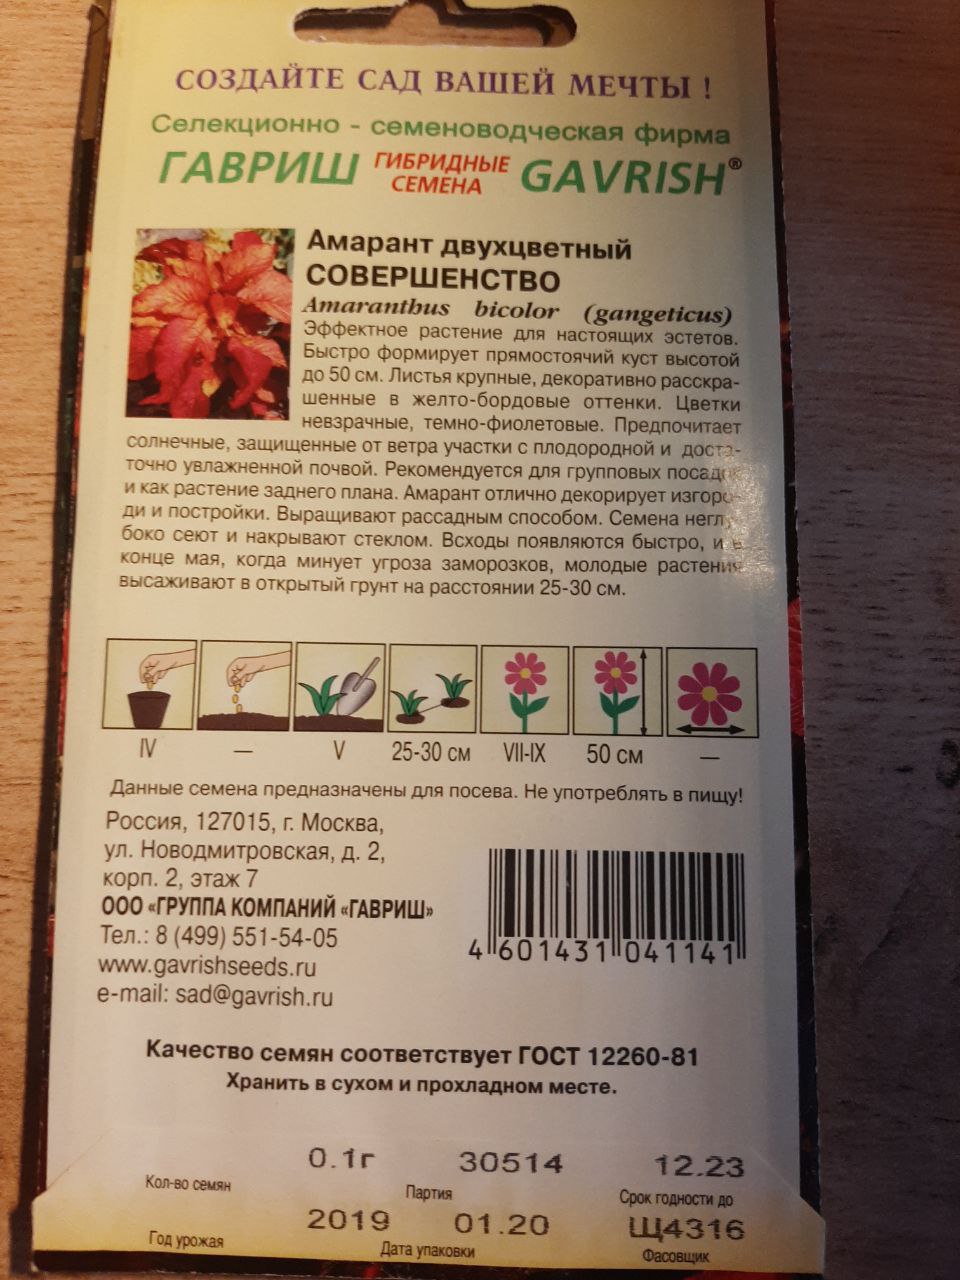 СОЗДАЙТЕ САД ВАШЕЙ МЕЧТЫ !
Селекционно - семеноводческая фирма
ГАВРИШ ГИБРИДНЫЕ СЕМЕНА GAVRISH®
Амарант двухцветный
СОВЕРШЕНСТВО
Amaranthus bicolor (gangeticus)
Эффектное растение для настоящих эстетов.
Быстро формирует прямостоячий куст высотой
до 50 см. Листья крупные, декоративно расскра-
шенные в желто-бордовые оттенки. Цветки
невзрачные, темно-фиолетовые. Предпочитает
солнечные, защищенные от ветра участки с плодородной и доста-
точно увлажненной почвой. Рекомендуется для групповых посадок
и как растение заднего плана. Амарант отлично декорирует изгоро-
ди и постройки. Выращивают рассадным способом. Семена неглу-
боко сеют и накрывают стеклом. Всходы появляются быстро, и в
конце мая, когда минует угроза заморозков, молодые растения
высаживают в открытый грунт на расстоянии 25-30 см.
IV — V 25-30 см VII-IX 50 см —
Данные семена предназначены для посева. Не употреблять в пищу!
Россия, 127015, г. Москва,
ул. Новодмитровская, д. 2,
корп. 2, этаж 7
ООО «ГРУППА КОМПАНИЙ «ГАВРИШ»
Тел.: 8 (499) 551-54-05
www.gavrishseeds.ru
e-mail: sad@gavrish.ru
4 601431 041141
Качество семян соответствует ГОСТ 12260-81
Хранить в сухом и прохладном месте.
0.1г 30514 12.23
Кол-во семян Партия Срок годности до
2019 01.20 Щ4316
Год урожая Дата упаковки Фасовщик